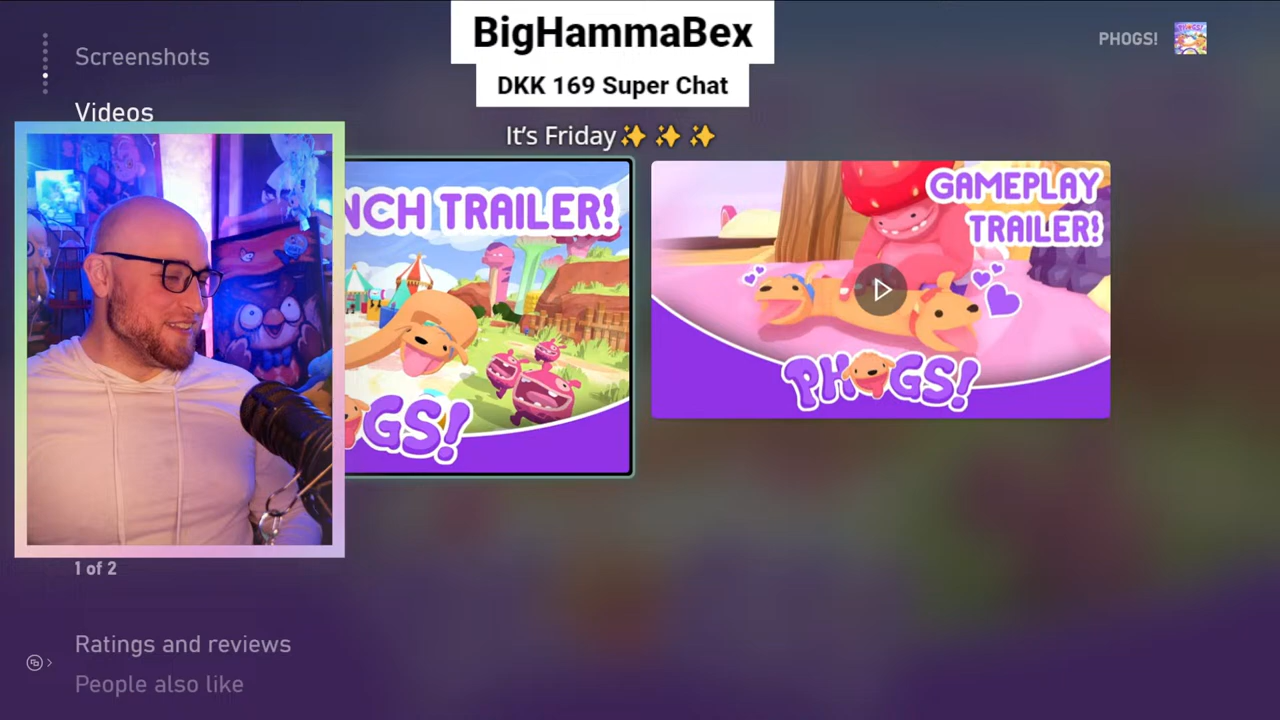 BigHammaBex
DKK 169 Super Chat
It's Friday✨ ✨ ✨
PHOGS!
Screenshots
Videos
NCH TRAILER!
GS!
GAMEPLAY
TRAILER!
PHOGS!
1 of 2
Ratings and reviews
People also like